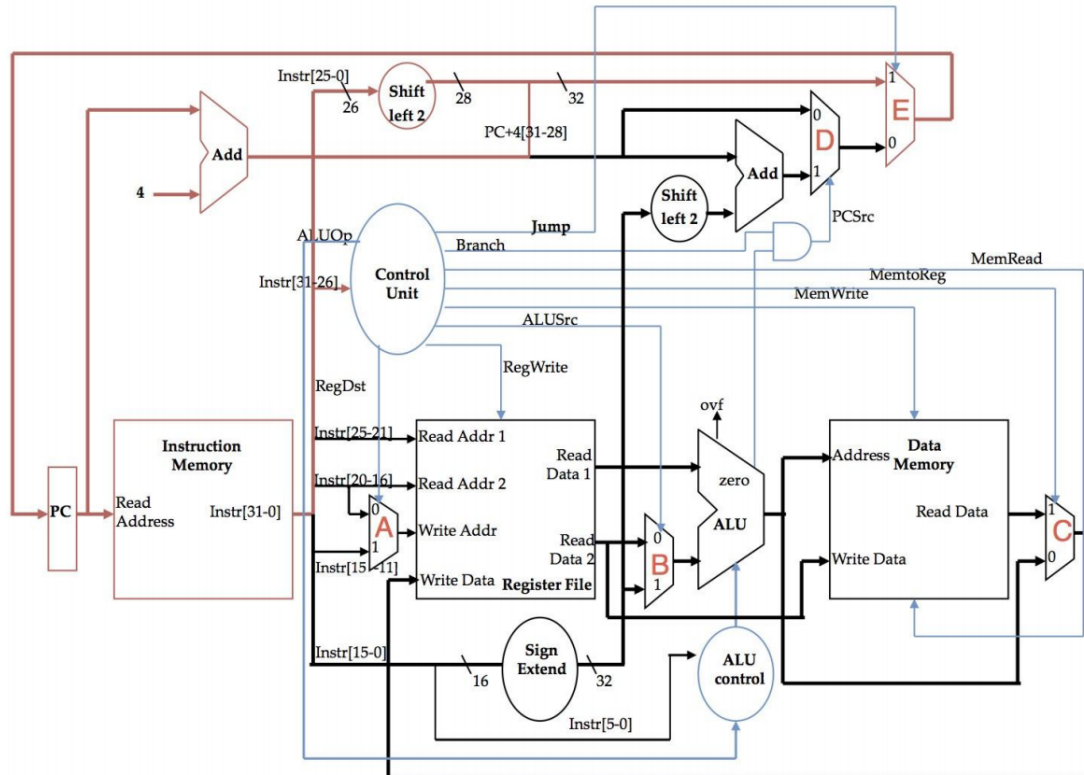 Instr[25-0]
26
Shift
left 2
28
32
1
E
0
PC+4[31-28]
0
D
1
Add
4
Add
Shift
left 2
PCSrc
ALUOp
Jump
Branch
MemRead
Instr[31-26]
Control
Unit
MemtoReg
MemWrite
ALUSrc
RegWrite
RegDst
ovf
Instruction
Memory
Instr[25-21]
Read Addr 1
Read
Data 1
zero
Data
Memory
Address
PC
Read
Address
Instr[31-0]
Instr[20-16]
Read Addr 2
0
A
1
Write Addr
Read
Data 2
0
B
1
ALU
Read Data
1
C
0
Instr[15 -11]
Write Data
Register File
Write Data
Instr[15-0]
16
Sign
Extend
32
ALU
control
Instr[5-0]